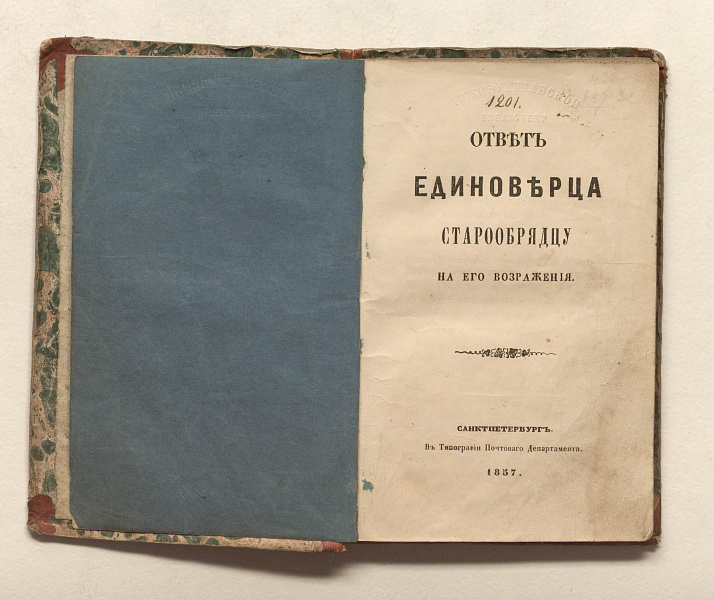 1201.
ОТВѢТЪ
ЕДИНОВѢРЦА
СТАРООБРЯДЦУ
НА ЕГО ВОЗРАЖЕНІЯ.
САНКТПЕТЕРБУРГЪ.
Въ Типографіи Почтоваго Департамента.
1857.